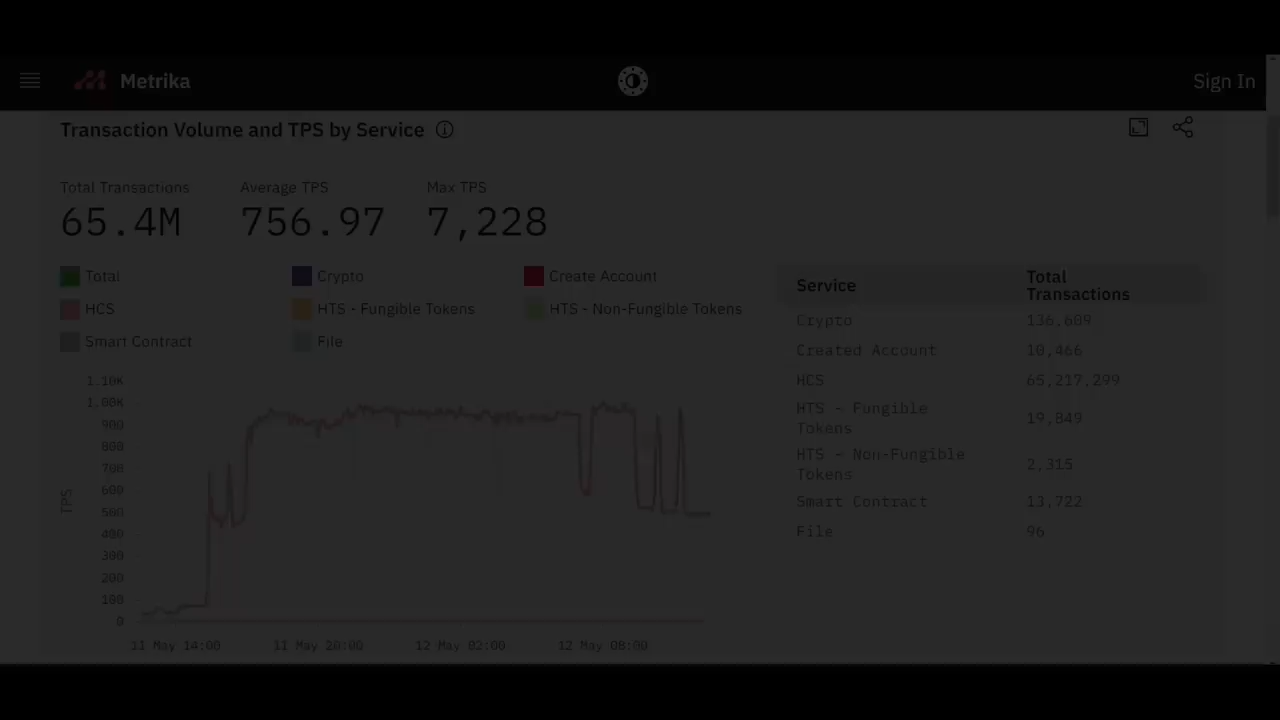 Metrika
Sign In
Transaction Volume and TPS by Service
Total Transactions
65.4M
Average TPS
756.97
Max TPS
7,228
Total
Crypto
Create Account
HCS
HTS - Fungible Tokens
HTS - Non-Fungible Tokens
Smart Contract
File
TPS
1.10K
1.00K
900
800
700
600
500
400
300
200
100
0
11 May 14:00
11 May 20:00
12 May 02:00
12 May 08:00
Service
Total
Transactions
Crypto
136,609
Created Account
10,466
HCS
65,217,299
HTS - Fungible
Tokens
19,849
HTS - Non-Fungible
Tokens
2,315
Smart Contract
13,722
File
96